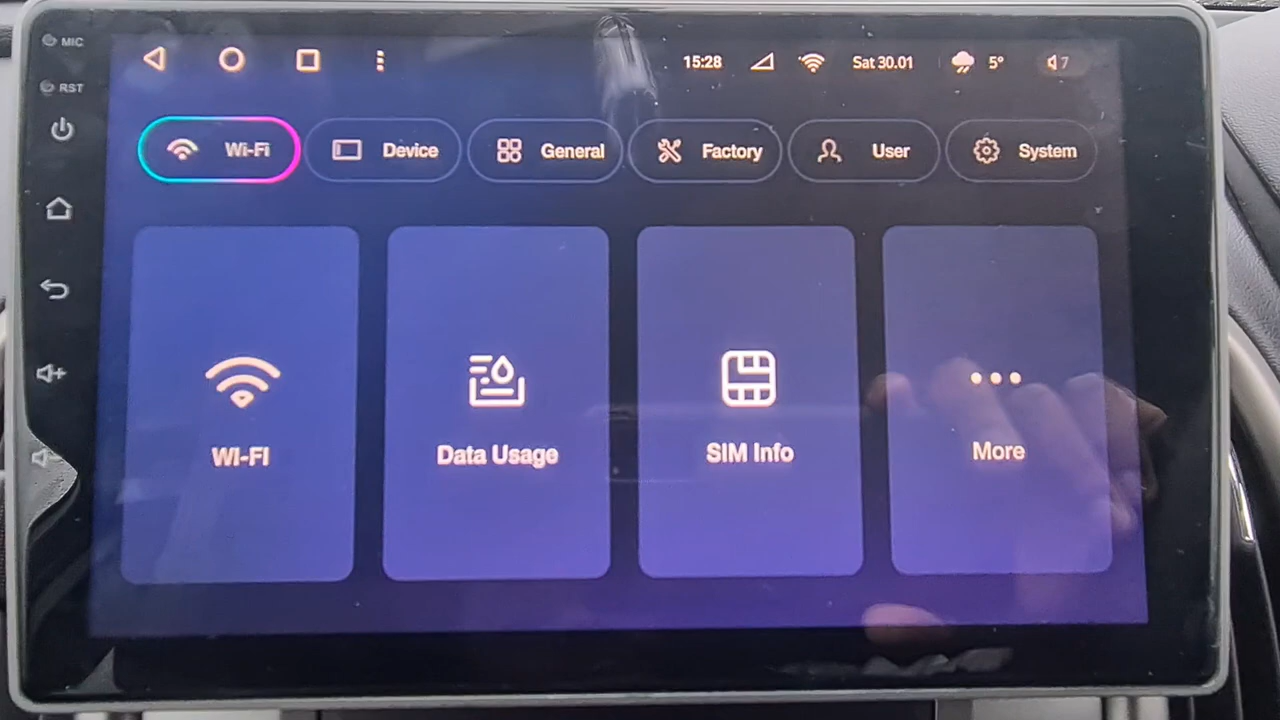 MIC
15:28 Sat 30.01 5° 7
RST
Wi-Fi Device General Factory User System
WI-FI Data Usage SIM Info More